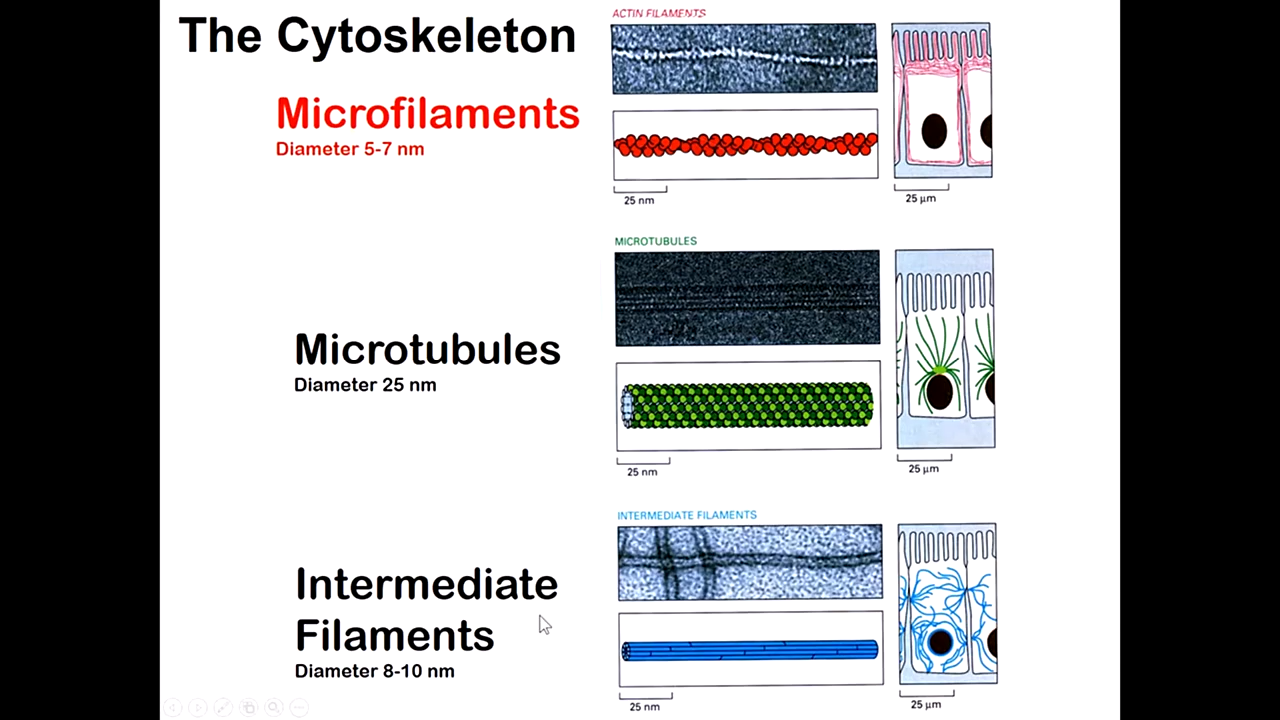 The Cytoskeleton
Microfilaments
Diameter 5-7 nm
ACTIN FILAMENTS
25 nm
25 µm
Microtubules
Diameter 25 nm
MICROTUBULES
25 nm
25 µm
Intermediate
Filaments
Diameter 8-10 nm
INTERMEDIATE FILAMENTS
25 nm
25 µm